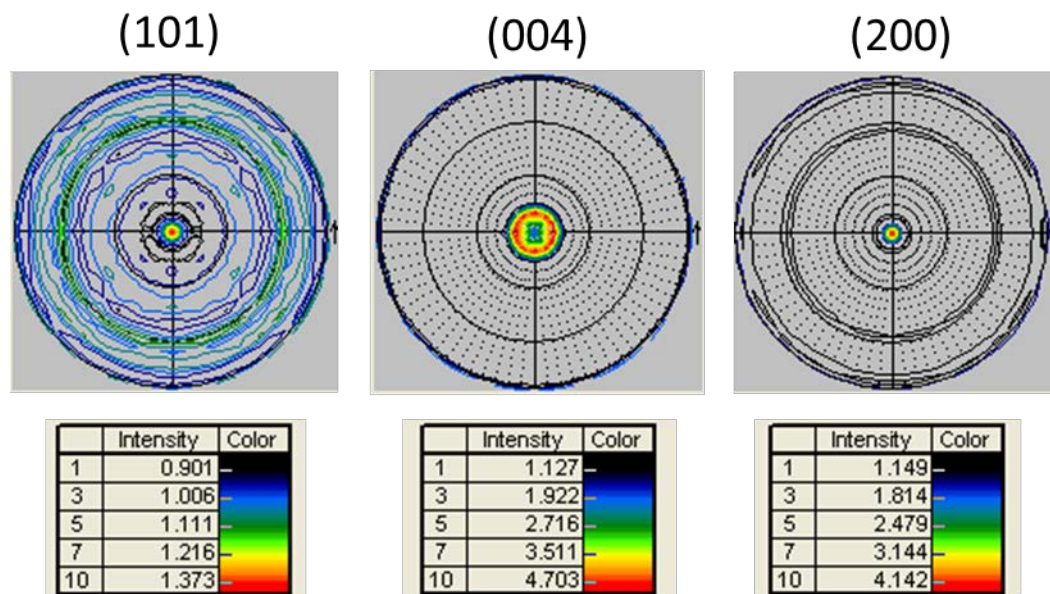 (101) (004) (200)
Intensity Color Intensity Color Intensity Color
1 0.901 1 1.127 1 1.149
3 1.006 3 1.922 3 1.814
5 1.111 5 2.716 5 2.479
7 1.216 7 3.511 7 3.144
10 1.373 10 4.703 10 4.142